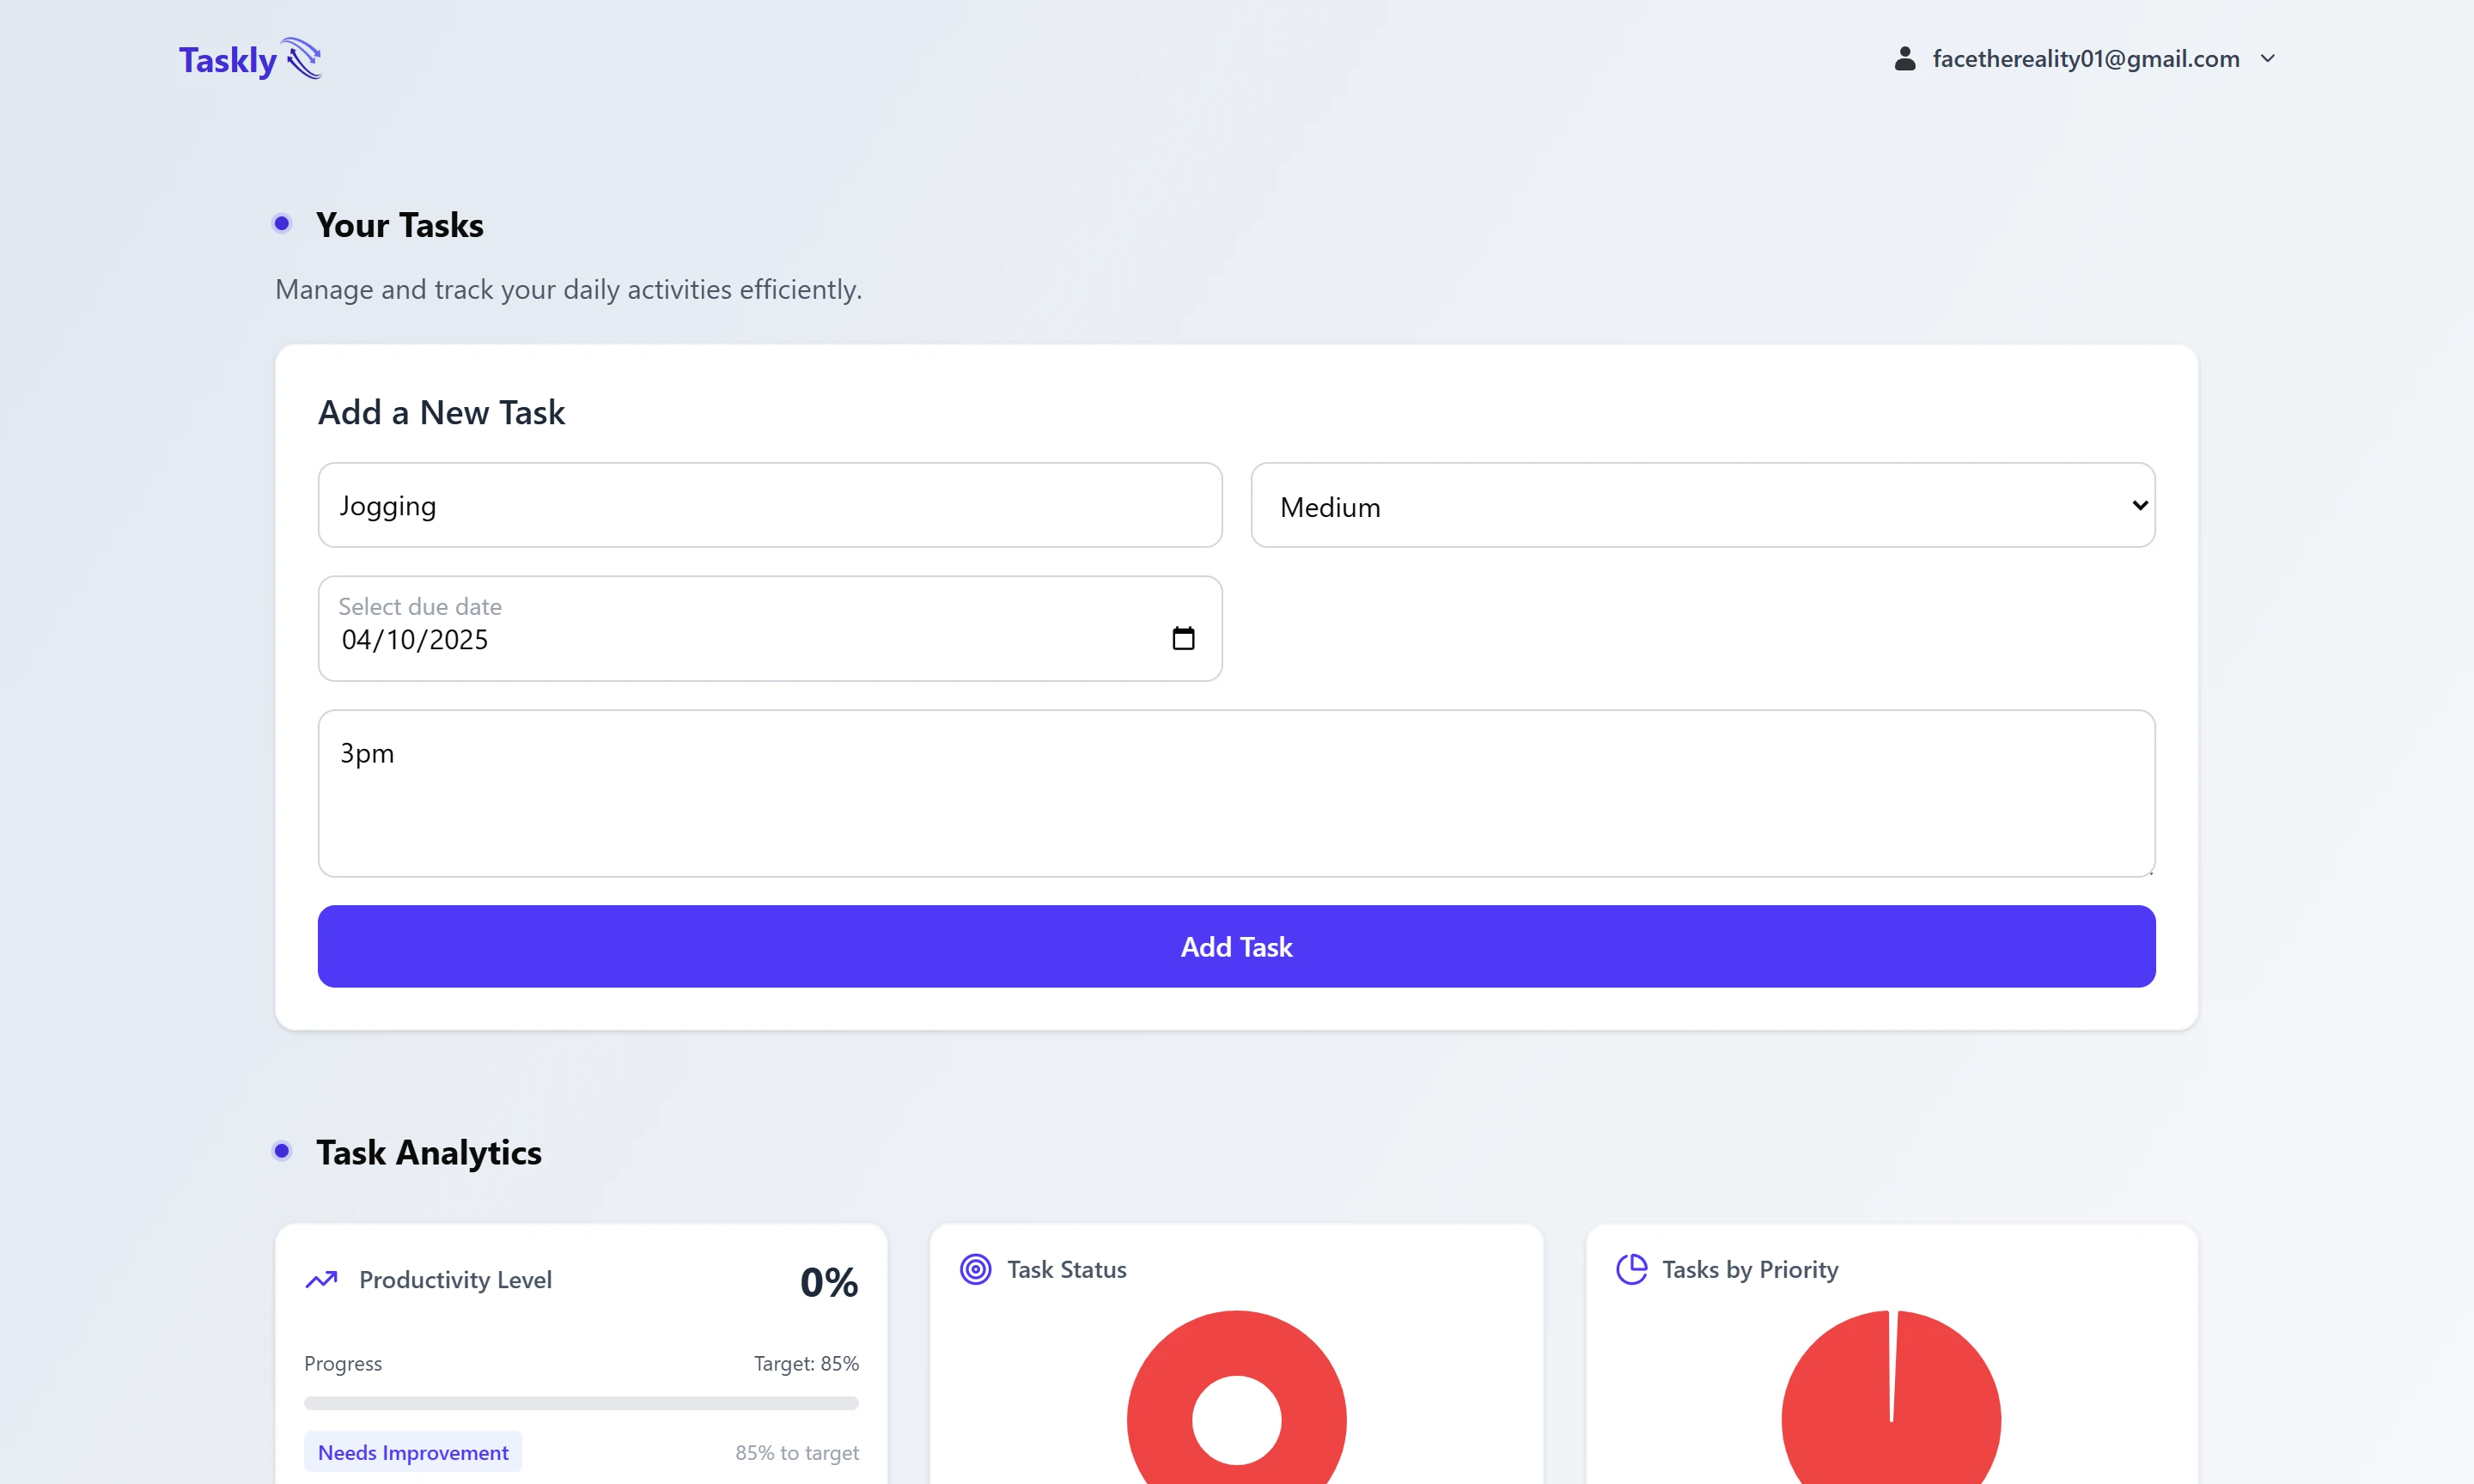 Taskly
facethereality01@gmail.com
Your Tasks
Manage and track your daily activities efficiently.
Add a New Task
Jogging
Medium
Select due date
04/10/2025
3pm
Add Task
Task Analytics
Productivity Level
0%
Progress
Target: 85%
Needs Improvement
85% to target
Task Status
Tasks by Priority